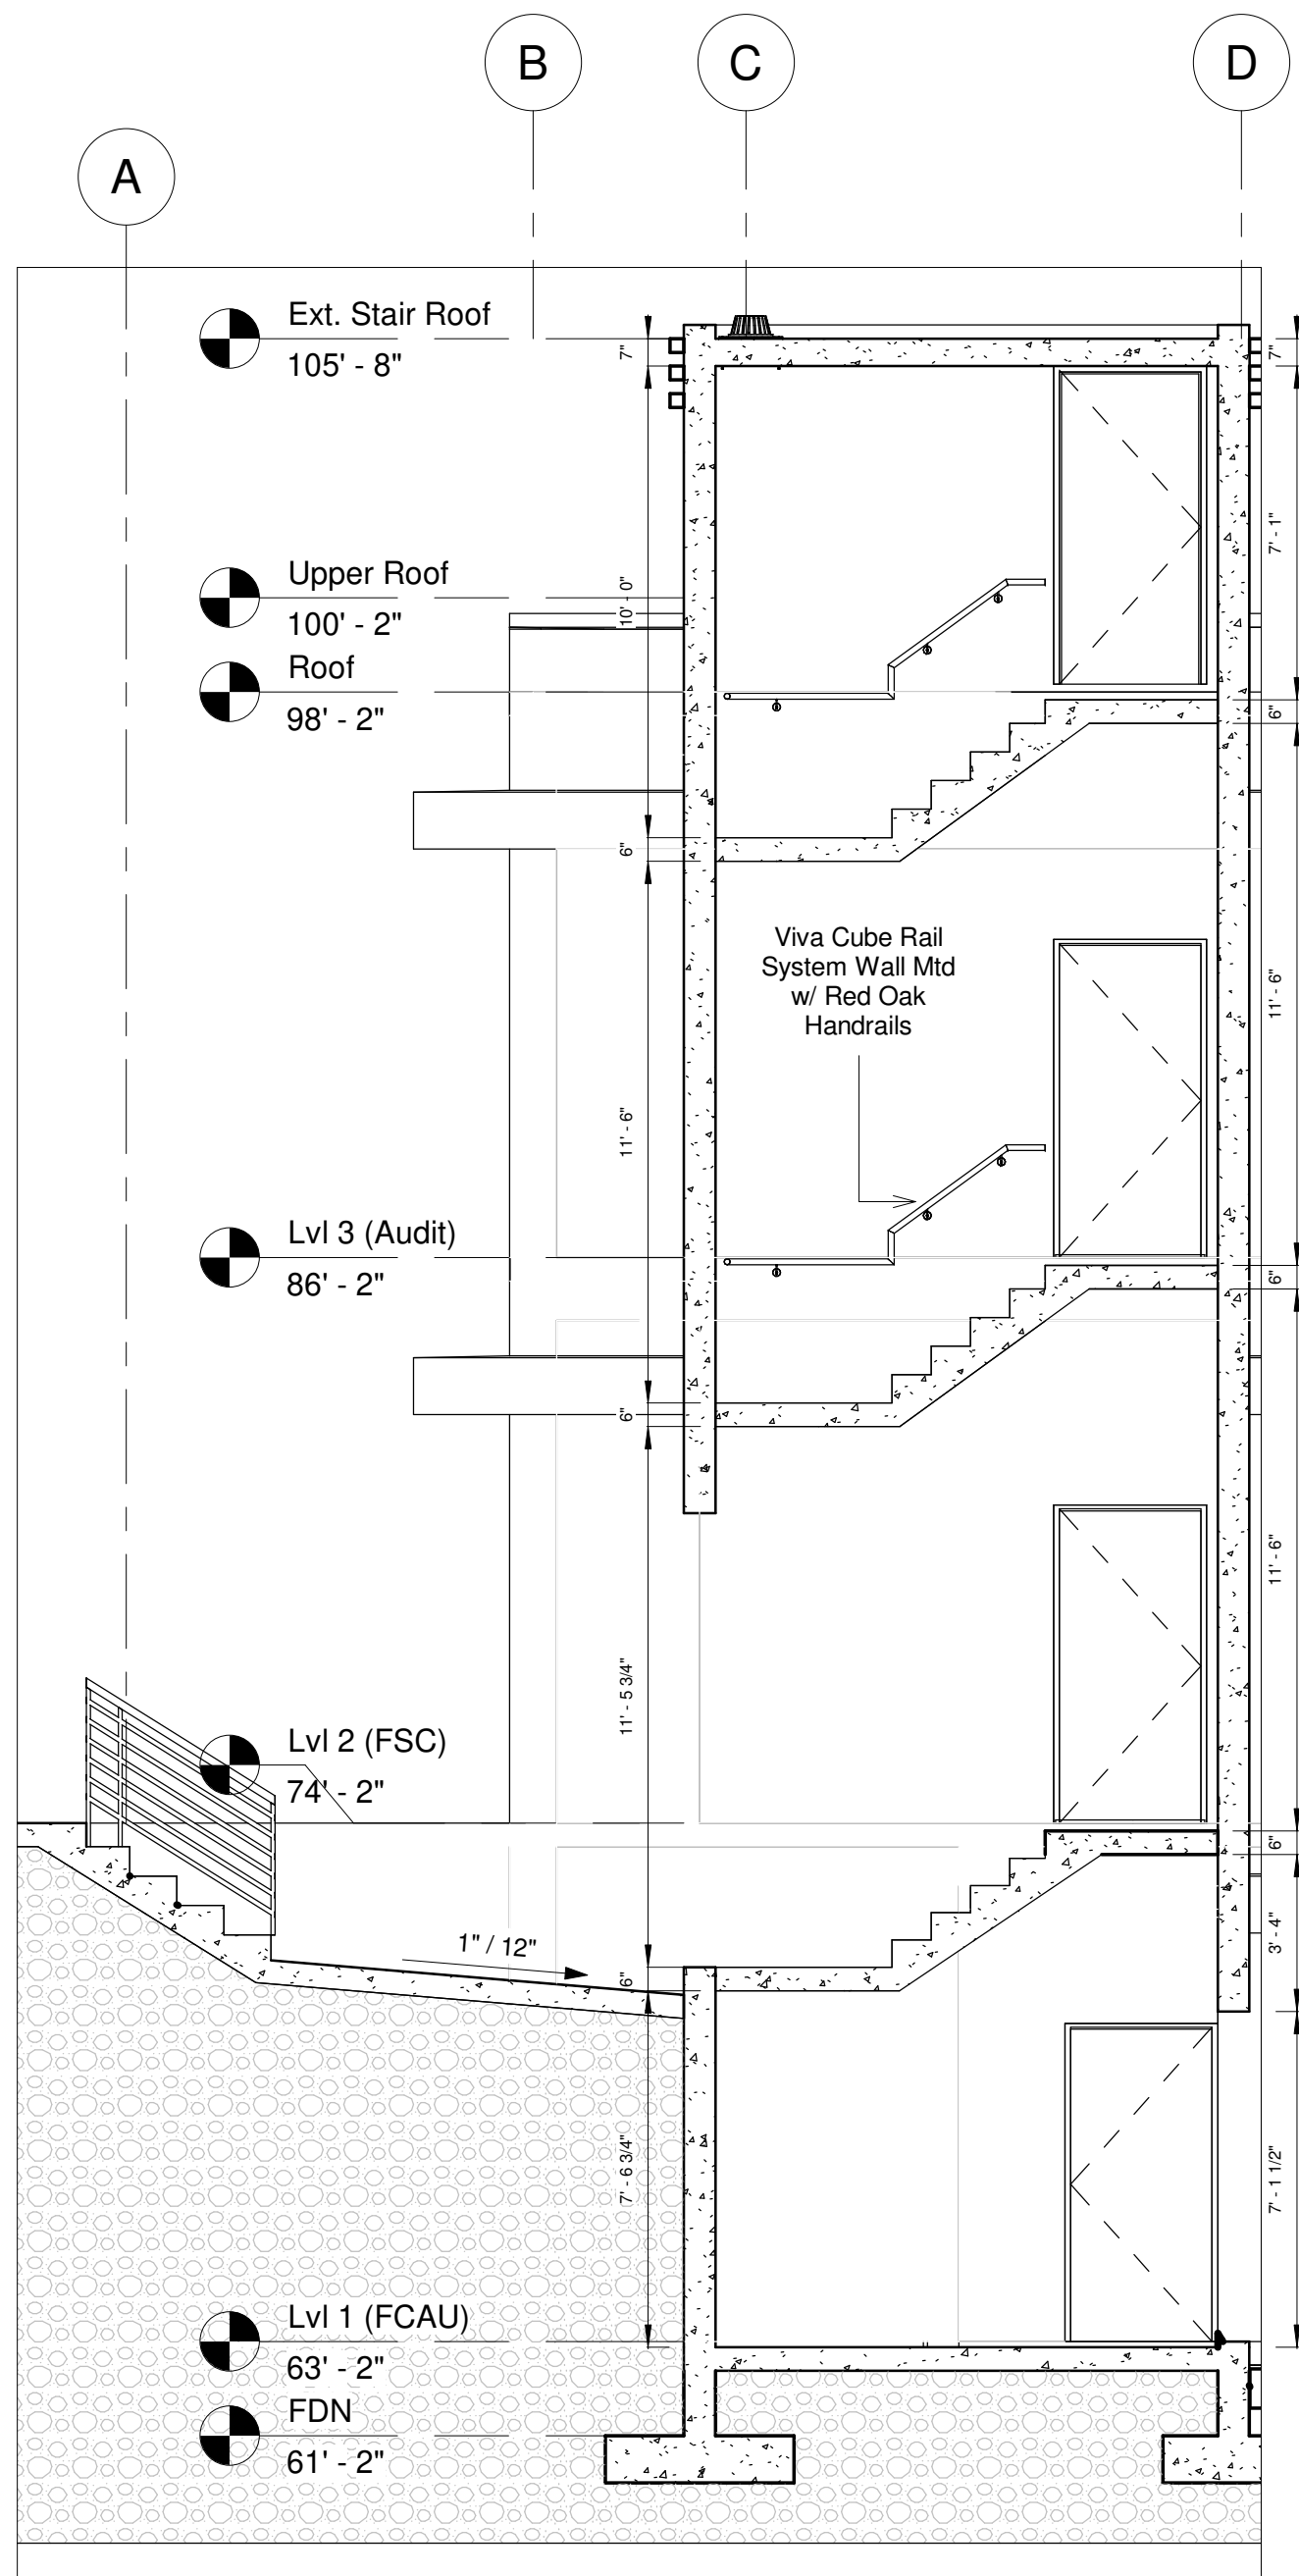 B
C
D
A
Ext. Stair Roof
105' - 8"
7"
7"
7' - 1"
Upper Roof
100' - 2"
10' - 0"
Roof
98' - 2"
6"
6"
Viva Cube Rail
System Wall Mtd
w/ Red Oak
Handrails
11' - 6"
11' - 6"
Lvl 3 (Audit)
86' - 2"
6"
6"
11' - 6"
11' - 5 3/4"
Lvl 2 (FSC)
74' - 2"
6"
1" / 12"
3' - 4"
6"
7' - 6 3/4"
7' - 1 1/2"
Lvl 1 (FCAU)
63' - 2"
FDN
61' - 2"